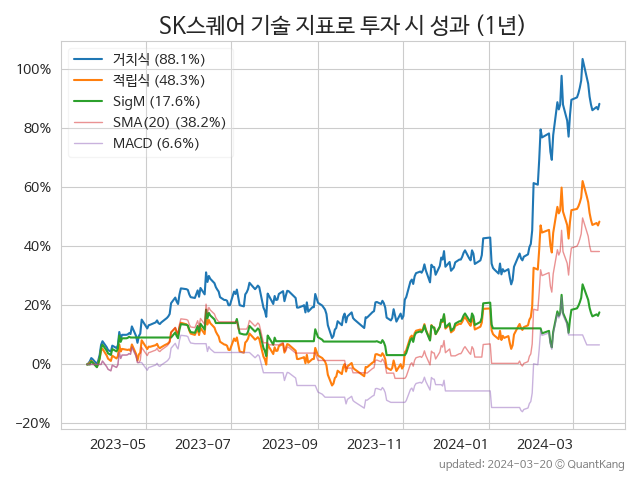 SK스퀘어 기술 지표로 투자 시 성과 (1년)
거치식 (88.1%)
적립식 (48.3%)
SigM (17.6%)
SMA(20) (38.2%)
MACD (6.6%)
100%
80%
60%
40%
20%
0%
−20%
2023-05 2023-07 2023-09 2023-11 2024-01 2024-03
updated: 2024-03-20 © QuantKang